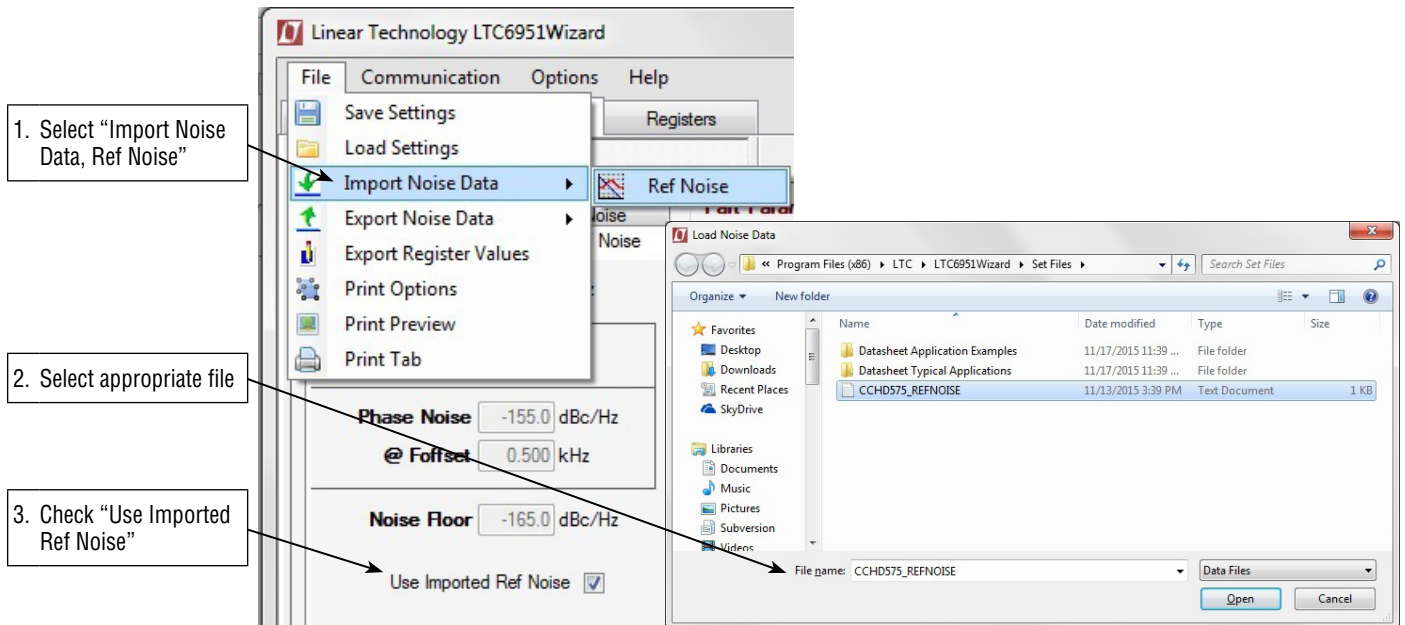 Linear Technology LTC6951Wizard
File Communication Options Help
Registers
1. Select “Import Noise
Data, Ref Noise”
Save Settings
Load Settings
Import Noise Data
Ref Noise
Export Noise Data
Export Register Values
Print Options
Print Preview
Print Tab
Noise
2. Select appropriate file
Phase Noise -155.0 dBc/Hz
@ Foffset 0.500 kHz
Noise Floor -165.0 dBc/Hz
3. Check “Use Imported
Ref Noise”
Use Imported Ref Noise
Load Noise Data
« Program Files (x86) LTC LTC6951Wizard Set Files
Search Set Files
Organize New folder
Favorites
Desktop
Downloads
Recent Places
SkyDrive
Libraries
Documents
Music
Pictures
Subversion
Videos
Name Date modified Type Size
Datasheet Application Examples 11/17/2015 11:39 ... File folder
Datasheet Typical Applications 11/17/2015 11:39 ... File folder
CCHD575_REFNOISE 11/13/2015 3:39 PM Text Document 1 KB
File name: CCHD575_REFNOISE
Data Files
Open Cancel